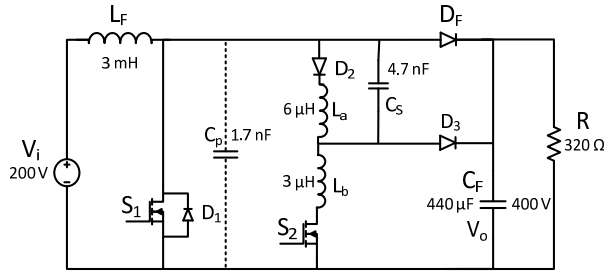 L_F
D_F
3 mH
D_2
4.7 nF
6 µH
L_a
C_S
D_3
R
320 Ω
C_p
1.7 nF
V_i
200 V
+
−
3 µH
L_b
C_F
440 µF
400 V
V_o
S_1
D_1
S_2